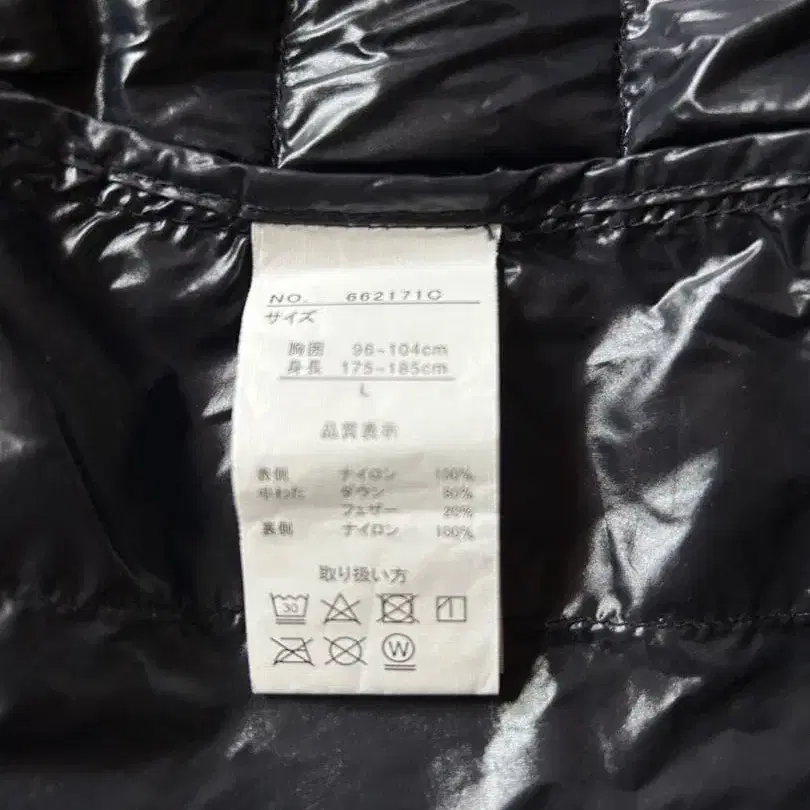 NO. 662171C
サイズ
胸囲 96-104cm
身長 175-185cm
L
品質表示
表側 ナイロン 100%
中わた ダウン 80%
フェザー 20%
裏側 ナイロン 100%
取り扱い方
30
W